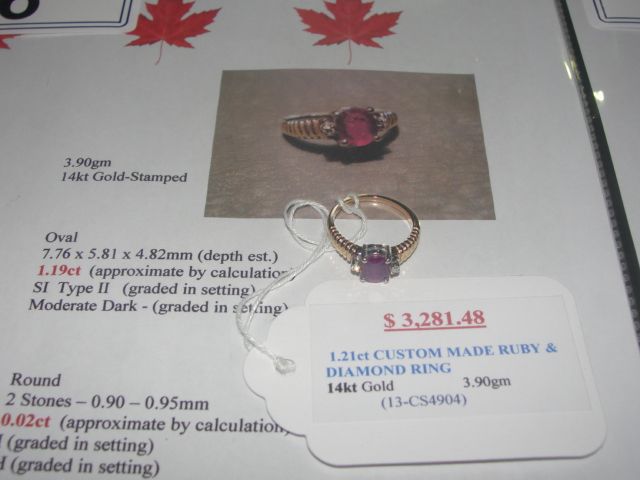 3.90gm
14kt Gold-Stamped
Oval
7.76 x 5.81 x 4.82mm (depth est.)
1.19ct (approximate by calculation
SI Type II (graded in setting)
Moderate Dark - (graded in setting)
Round
2 Stones – 0.90 – 0.95mm
0.02ct (approximate by calculation,
(graded in setting)
(graded in setting)
$ 3,281.48
1.21ct CUSTOM MADE RUBY &
DIAMOND RING
14kt Gold 3.90gm
(13-CS4904)